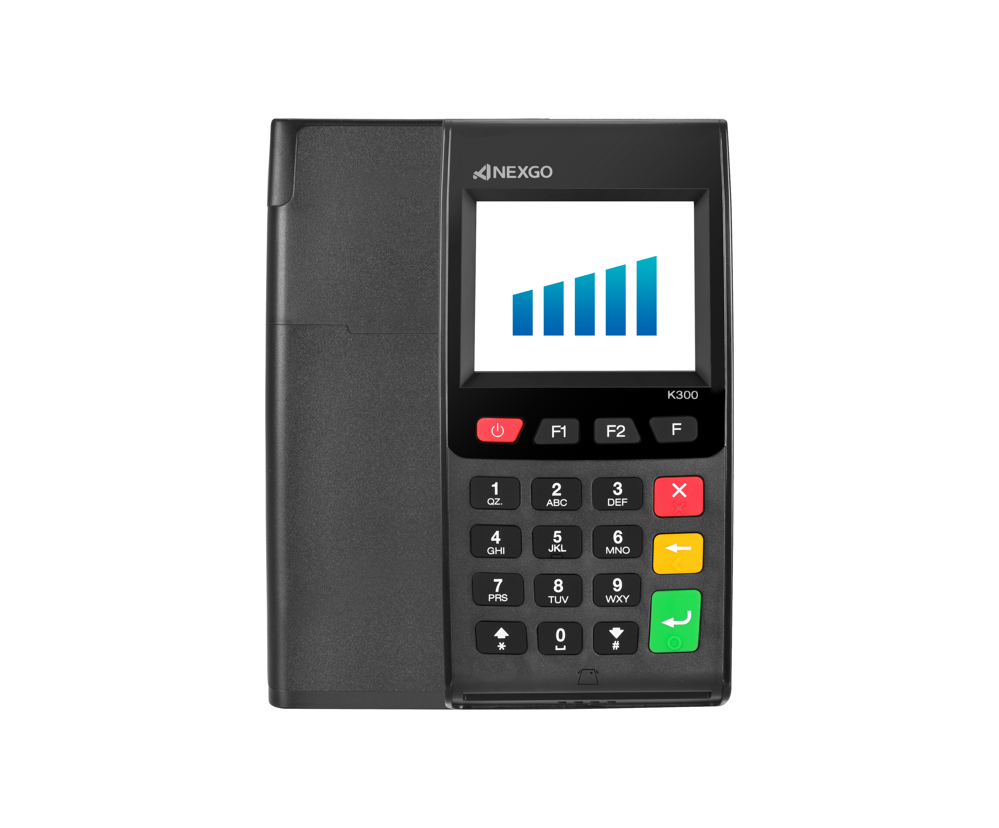 NEXGO
K300
F1 F2 F
1 2 3
QZ. ABC DEF
4 5 6
GHI JKL MNO
7 8 9
PRS TUV WXY
* 0 #